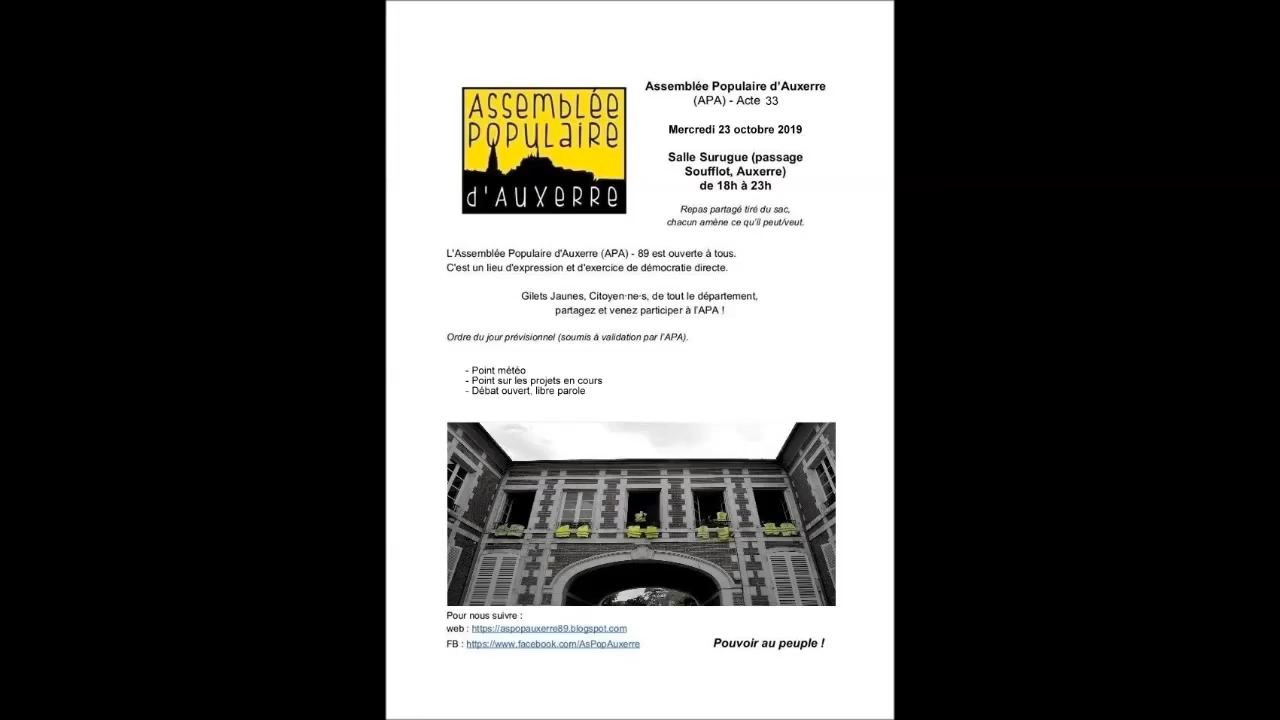 ASSEMBLÉE
POPULAIRE
d'AUXERRE
Assemblée Populaire d'Auxerre
(APA) - Acte 33
Mercredi 23 octobre 2019
Salle Surugue (passage
Soufflot, Auxerre)
de 18h à 23h
Repas partagé tiré du sac,
chacun amène ce qu'il peut/veut.
L'Assemblée Populaire d'Auxerre (APA) - 89 est ouverte à tous.
C'est un lieu d'expression et d'exercice de démocratie directe.
Gilets Jaunes, Citoyen·ne·s, de tout le département,
partagez et venez participer à l'APA !
Ordre du jour prévisionnel (soumis à validation par l'APA).
- Point météo
- Point sur les projets en cours
- Débat ouvert, libre parole
Pour nous suivre :
web : https://aspopauxerre89.blogspot.com
FB : https://www.facebook.com/AsPopAuxerre
Pouvoir au peuple !